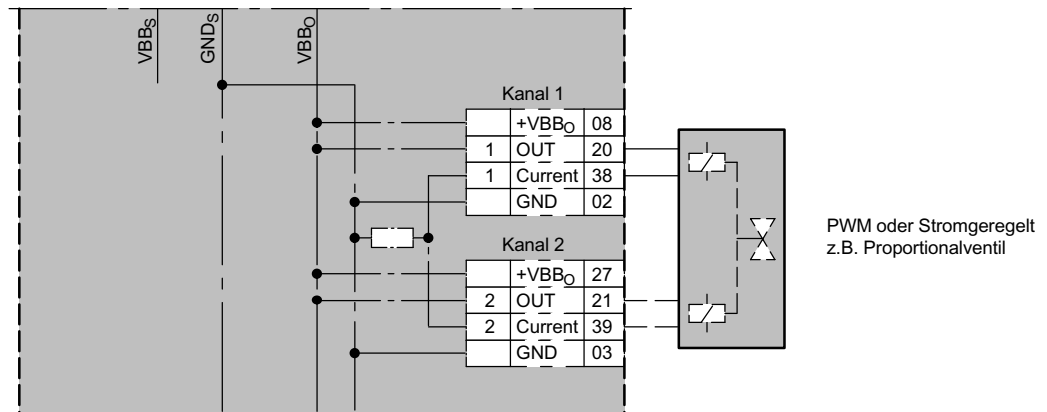 VBBS
GNDS
VBBO
Kanal 1
+VBBO 08
1 OUT 20
1 Current 38
GND 02
Kanal 2
+VBBO 27
2 OUT 21
2 Current 39
GND 03
PWM oder Stromgeregelt
z.B. Proportionalventil